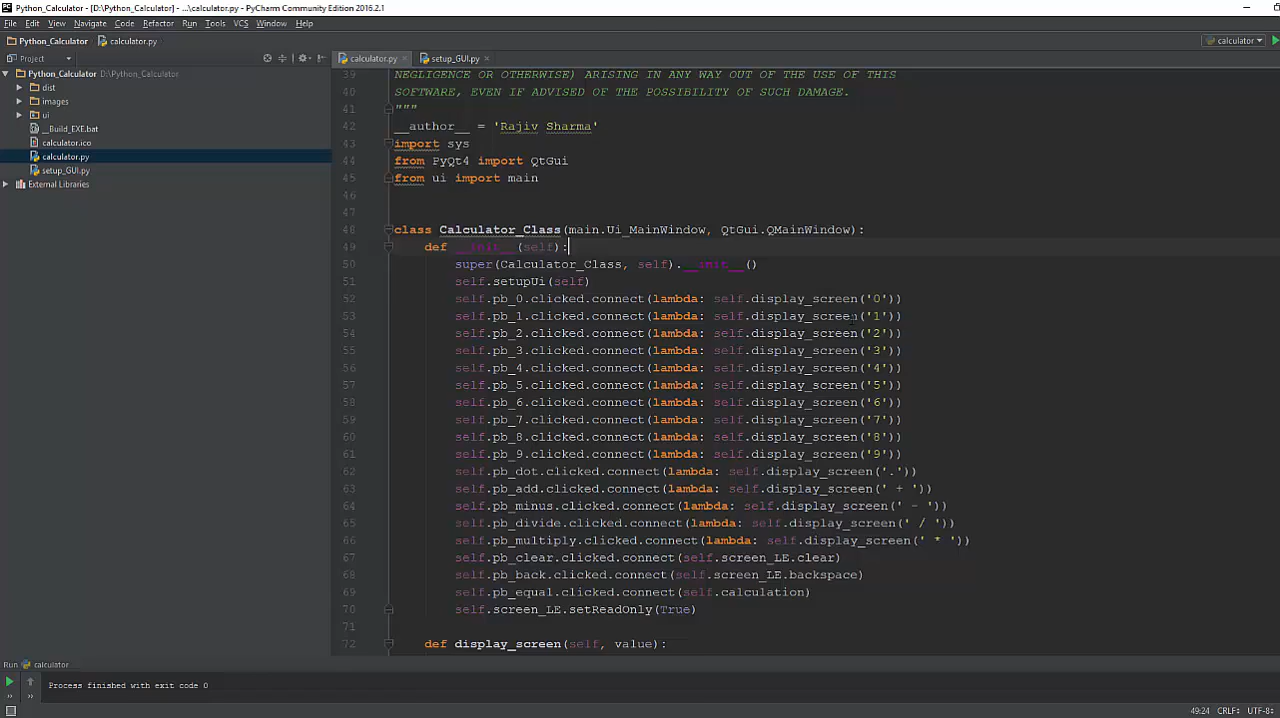 Python_Calculator - [D:\Python_Calculator] - ...\calculator.py - PyCharm Community Edition 2016.2.1
File Edit View Navigate Code Refactor Run Tools VCS Window Help
Python_Calculator calculator.py calculator
Project calculator.py setup_GUI.py
Python_Calculator D:\Python_Calculator
dist
images
ui
__Build_EXE.bat
calculator.ico
calculator.py
setup_GUI.py
External Libraries
39 NEGLIGENCE OR OTHERWISE) ARISING IN ANY WAY OUT OF THE USE OF THIS
40 SOFTWARE, EVEN IF ADVISED OF THE POSSIBILITY OF SUCH DAMAGE.
41 """
42 __author__ = 'Rajiv Sharma'
43 import sys
44 from PyQt4 import QtGui
45 from ui import main
46
47
48 class Calculator_Class(main.Ui_MainWindow, QtGui.QMainWindow):
49 def __init__(self):
50 super(Calculator_Class, self).__init__()
51 self.setupUi(self)
52 self.pb_0.clicked.connect(lambda: self.display_screen('0'))
53 self.pb_1.clicked.connect(lambda: self.display_screen('1'))
54 self.pb_2.clicked.connect(lambda: self.display_screen('2'))
55 self.pb_3.clicked.connect(lambda: self.display_screen('3'))
56 self.pb_4.clicked.connect(lambda: self.display_screen('4'))
57 self.pb_5.clicked.connect(lambda: self.display_screen('5'))
58 self.pb_6.clicked.connect(lambda: self.display_screen('6'))
59 self.pb_7.clicked.connect(lambda: self.display_screen('7'))
60 self.pb_8.clicked.connect(lambda: self.display_screen('8'))
61 self.pb_9.clicked.connect(lambda: self.display_screen('9'))
62 self.pb_dot.clicked.connect(lambda: self.display_screen('.'))
63 self.pb_add.clicked.connect(lambda: self.display_screen(' + '))
64 self.pb_minus.clicked.connect(lambda: self.display_screen(' - '))
65 self.pb_divide.clicked.connect(lambda: self.display_screen(' / '))
66 self.pb_multiply.clicked.connect(lambda: self.display_screen(' * '))
67 self.pb_clear.clicked.connect(self.screen_LE.clear)
68 self.pb_back.clicked.connect(self.screen_LE.backspace)
69 self.pb_equal.clicked.connect(self.calculation)
70 self.screen_LE.setReadOnly(True)
71
72 def display_screen(self, value):
Run calculator
Process finished with exit code 0
49:24 CRLF: UTF-8: